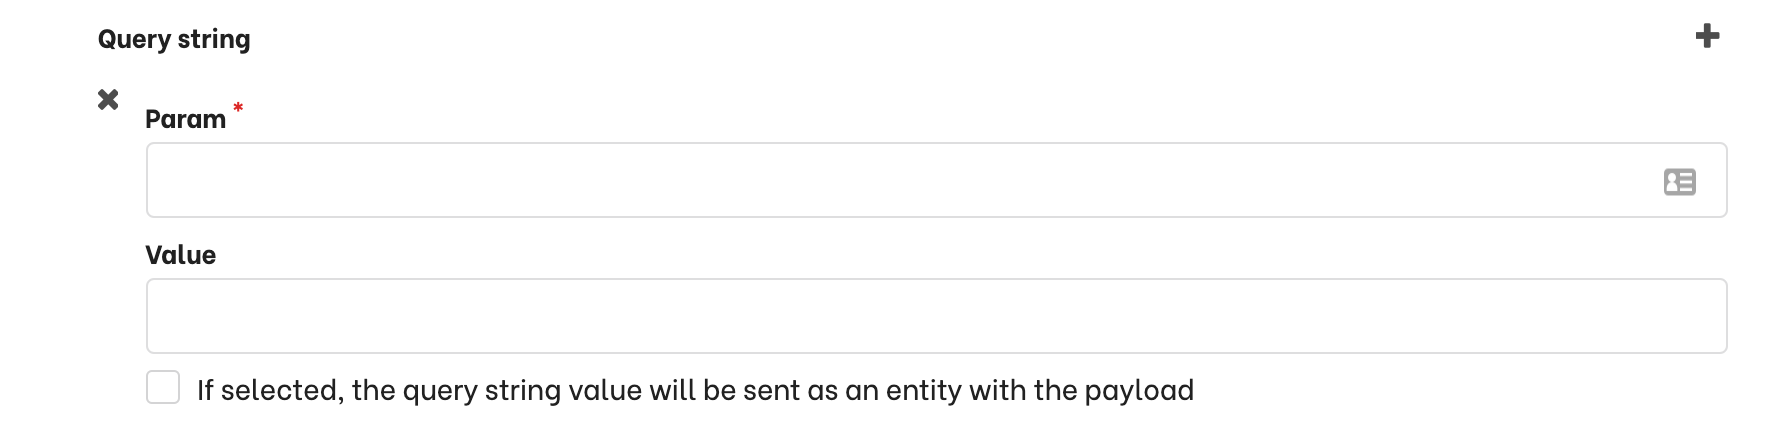 Query string
Param *
Value
If selected, the query string value will be sent as an entity with the payload